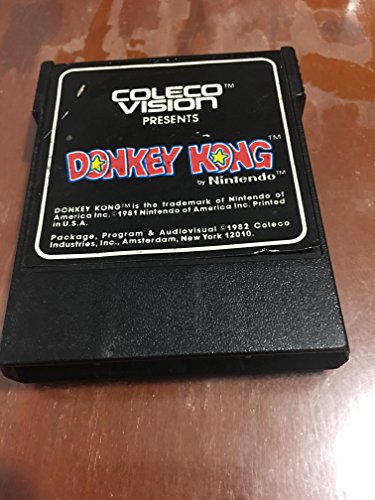 COLECO™
VISION
PRESENTS
DONKEY KONG™
by Nintendo®
DONKEY KONG™ is the trademark of Nintendo of
America Inc. ©1981 Nintendo of America Inc. Printed
in U.S.A.
Package, Program & Audiovisual ©1982 Coleco
Industries, Inc., Amsterdam, New York 12010.